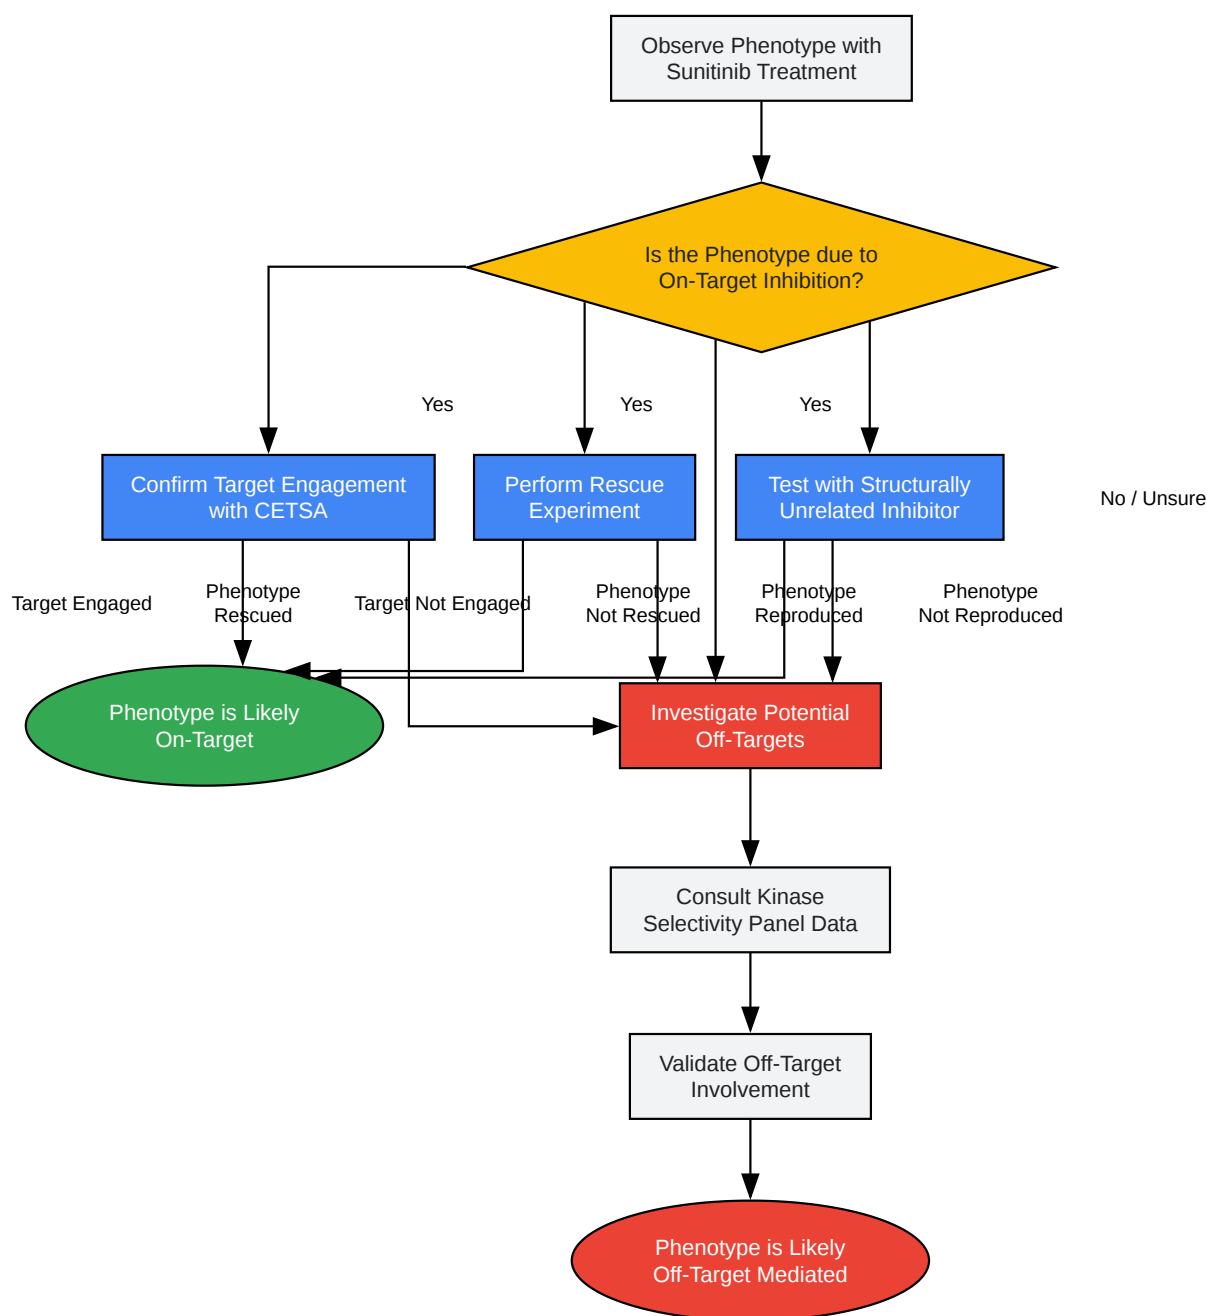 Observe Phenotype with
Sunitinib Treatment
Is the Phenotype due to
On-Target Inhibition?
Yes
Yes
Yes
Confirm Target Engagement
with CETSA
Perform Rescue
Experiment
Test with Structurally
Unrelated Inhibitor
No / Unsure
Target Engaged
Phenotype
Rescued
Target Not Engaged
Phenotype
Not Rescued
Phenotype
Reproduced
Phenotype
Not Reproduced
Phenotype is Likely
On-Target
Investigate Potential
Off-Targets
Consult Kinase
Selectivity Panel Data
Validate Off-Target
Involvement
Phenotype is Likely
Off-Target Mediated